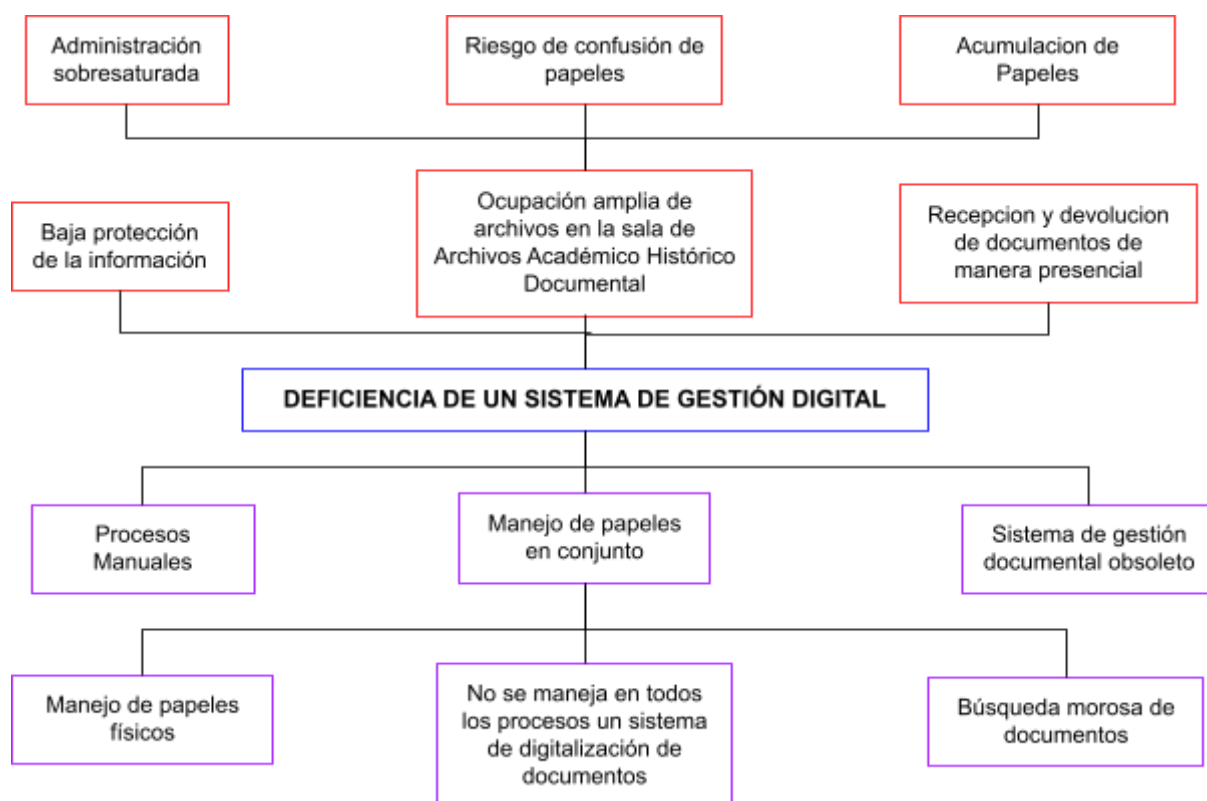 Administración
sobresaturada
Riesgo de confusión de
papeles
Acumulacion de
Papeles
Baja protección
de la información
Ocupación amplia de
archivos en la sala de
Archivos Académico Histórico
Documental
Recepcion y devolucion
de documentos de
manera presencial
DEFICIENCIA DE UN SISTEMA DE GESTIÓN DIGITAL
Procesos
Manuales
Manejo de papeles
en conjunto
Sistema de gestión
documental obsoleto
Manejo de papeles
físicos
No se maneja en todos
los procesos un sistema
de digitalización de
documentos
Búsqueda morosa de
documentos